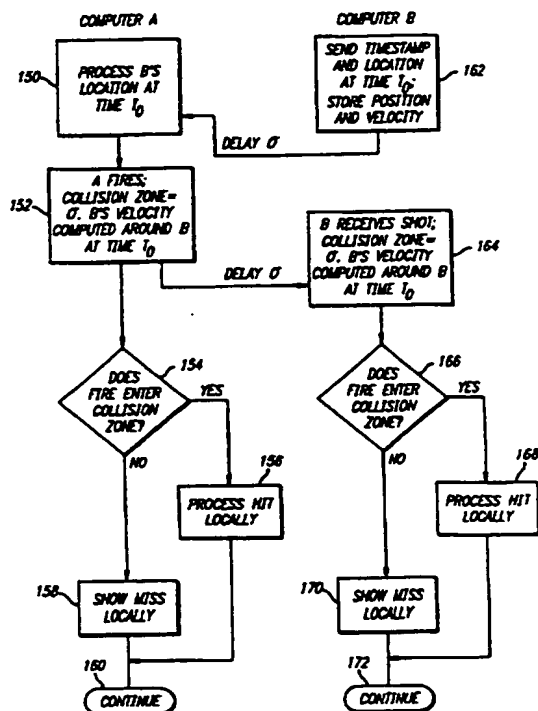 COMPUTER A
COMPUTER B
150
PROCESS B'S
LOCATION AT
TIME T0
SEND TIMESTAMP
AND LOCATION
AT TIME T0;
STORE POSITION
AND VELOCITY
162
DELAY σ
152
A FIRES;
COLLISION ZONE=
σ. B'S VELOCITY
COMPUTED AROUND B
AT TIME T0
B RECEIVES SHOT;
COLLISION ZONE=
σ. B'S VELOCITY
COMPUTED AROUND B
AT TIME T0
164
DELAY σ
154
DOES
FIRE ENTER
COLLISION
ZONE?
YES
NO
166
DOES
FIRE ENTER
COLLISION
ZONE?
YES
NO
156
PROCESS HIT
LOCALLY
168
PROCESS HIT
LOCALLY
158
SHOW MISS
LOCALLY
170
SHOW MISS
LOCALLY
160
CONTINUE
172
CONTINUE